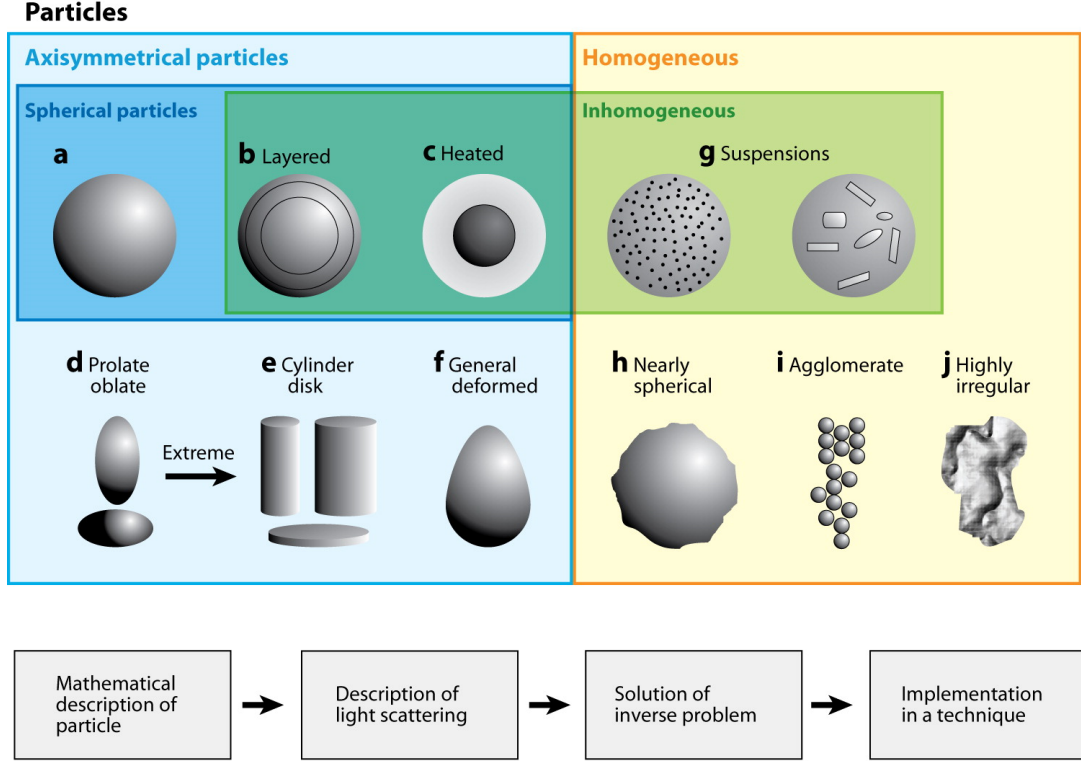 Particles
Axisymmetrical particles
Homogeneous
Spherical particles
Inhomogeneous
a
b Layered
c Heated
g Suspensions
d Prolate
oblate
e Cylinder
disk
f General
deformed
h Nearly
spherical
i Agglomerate
j Highly
irregular
Extreme
Mathematical
description of
particle
Description of
light scattering
Solution of
inverse problem
Implementation
in a technique